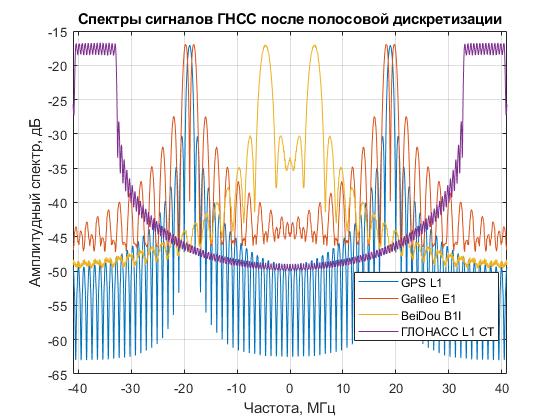 Спектры сигналов ГНСС после полосовой дискретизации
Амплитудный спектр, дБ
-15
-20
-25
-30
-35
-40
-45
-50
-55
-60
-65
GPS L1
Galileo E1
BeiDou B1I
ГЛОНАСС L1 СТ
-40
-30
-20
-10
0
10
20
30
40
Частота, МГц